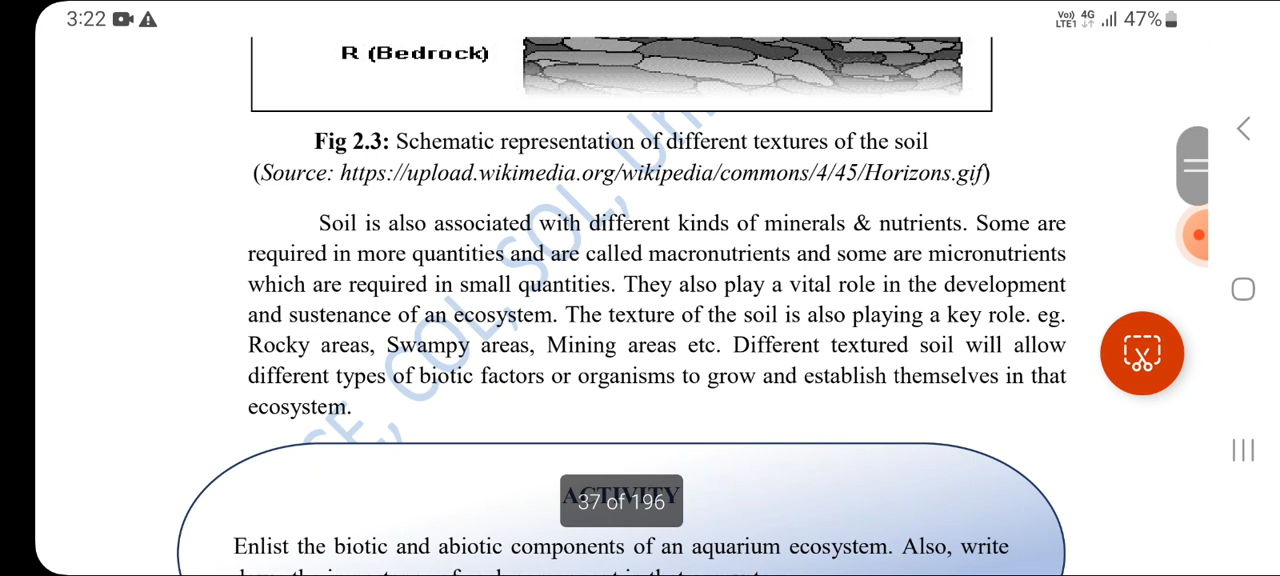 3:22
Vo)) 4G
LTE1
47%
R (Bedrock)
Fig 2.3: Schematic representation of different textures of the soil
(Source: https://upload.wikimedia.org/wikipedia/commons/4/45/Horizons.gif)
Soil is also associated with different kinds of minerals & nutrients. Some are
required in more quantities and are called macronutrients and some are micronutrients
which are required in small quantities. They also play a vital role in the development
and sustenance of an ecosystem. The texture of the soil is also playing a key role. eg.
Rocky areas, Swampy areas, Mining areas etc. Different textured soil will allow
different types of biotic factors or organisms to grow and establish themselves in that
ecosystem.
COL, SOL,
ACTIVITY
37 of 196
Enlist the biotic and abiotic components of an aquarium ecosystem. Also, write